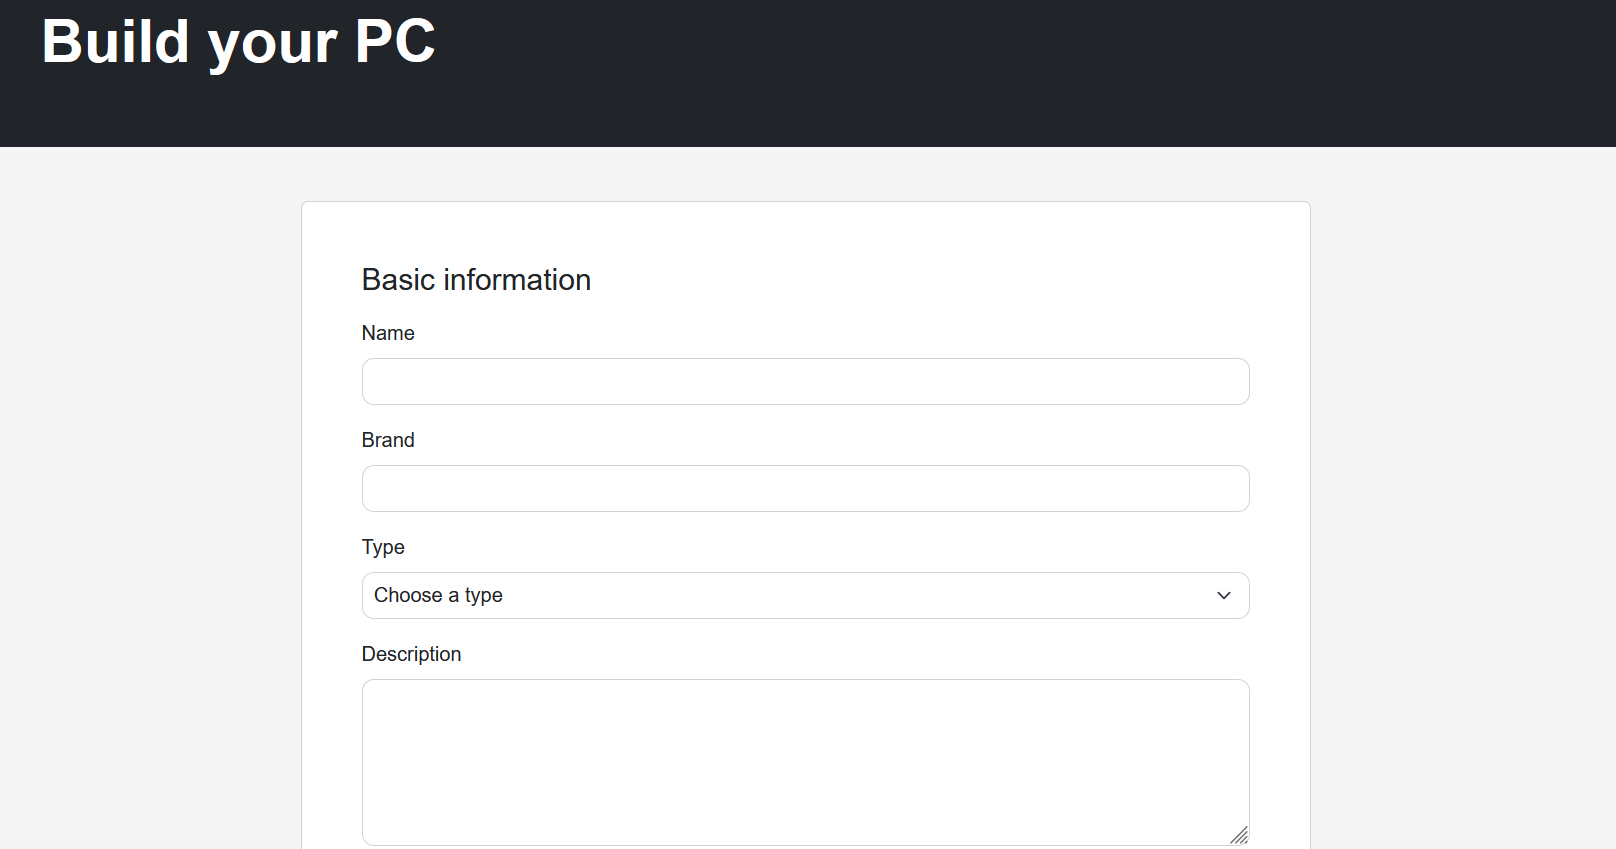 Build your PC
Basic information
Name
Brand
Type
Choose a type
Description